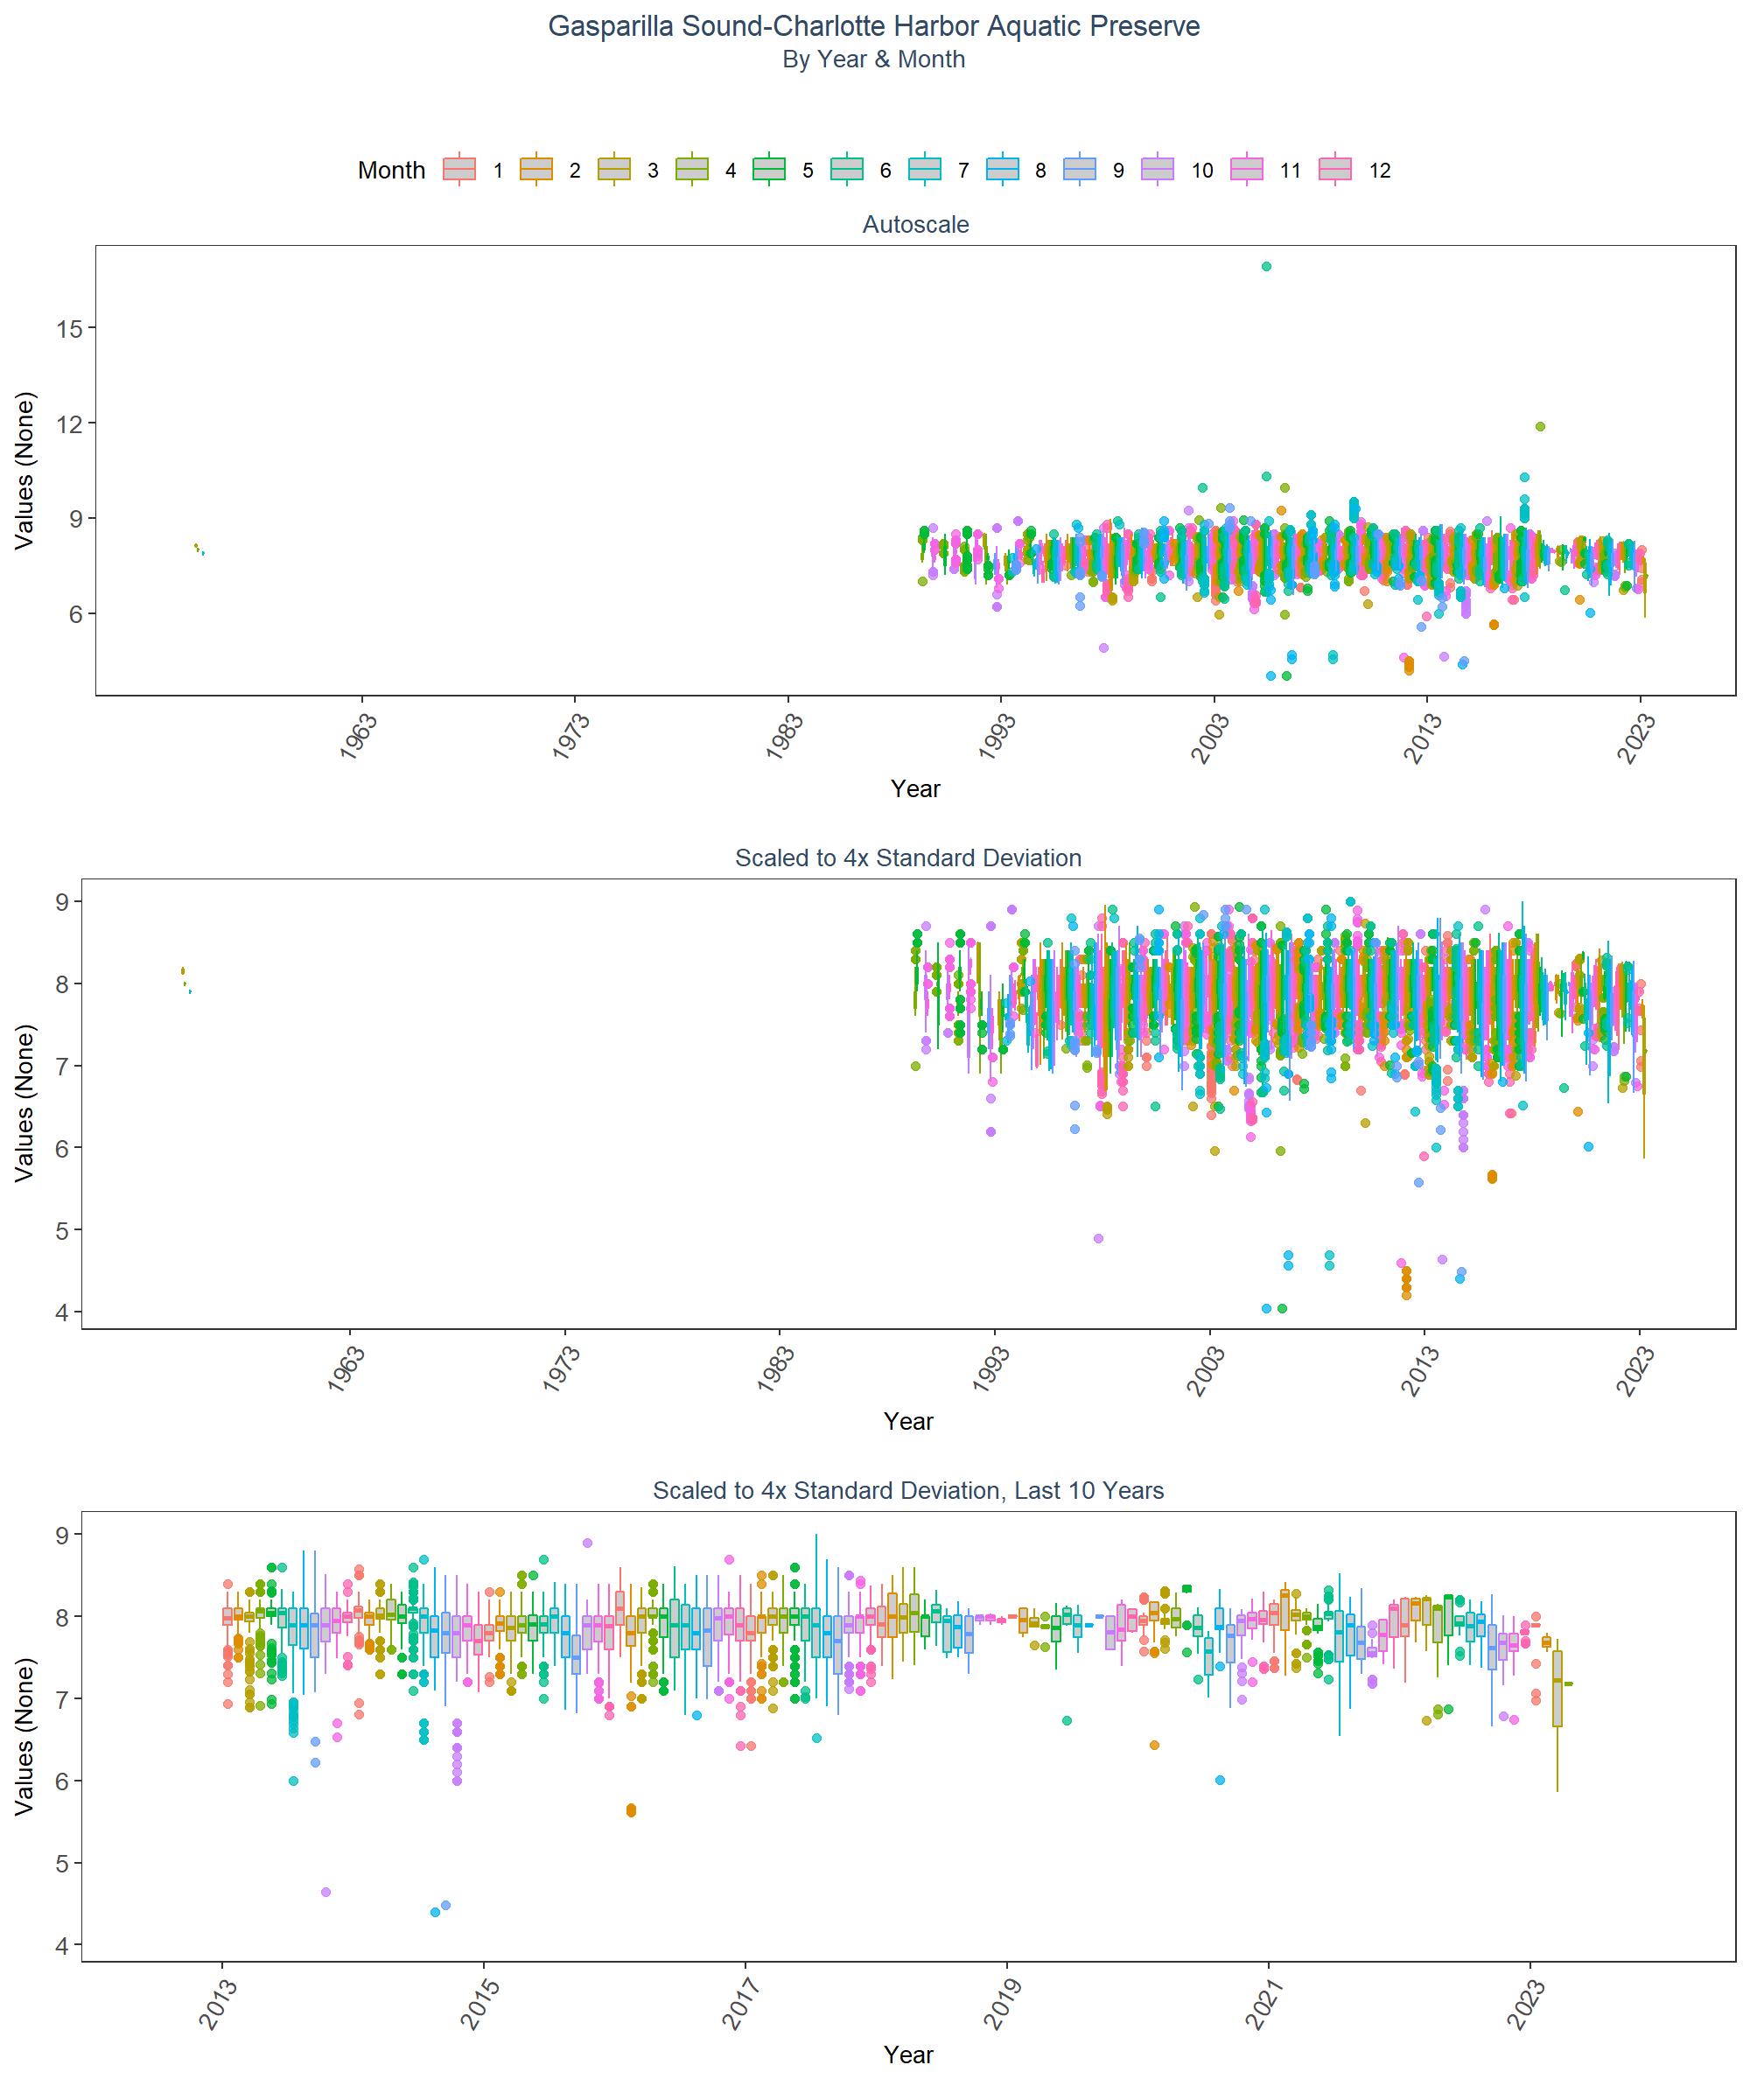 Gasparilla Sound-Charlotte Harbor Aquatic Preserve
By Year & Month
Month 1 2 3 4 5 6 7 8 9 10 11 12
Autoscale
Values (None)
15
12
9
6
1963 1973 1983 1993 2003 2013 2023
Year
Scaled to 4x Standard Deviation
Values (None)
9
8
7
6
5
4
1963 1973 1983 1993 2003 2013 2023
Year
Scaled to 4x Standard Deviation, Last 10 Years
Values (None)
9
8
7
6
5
4
2013 2015 2017 2019 2021 2023
Year